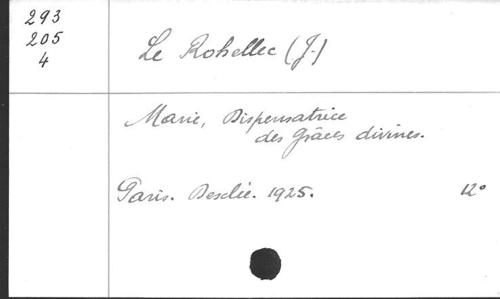 293
205
4
Le Rohellec (J.)
Marie, Dispensatrice
des Grâces divines.
Paris. Desclée. 1925. 12°